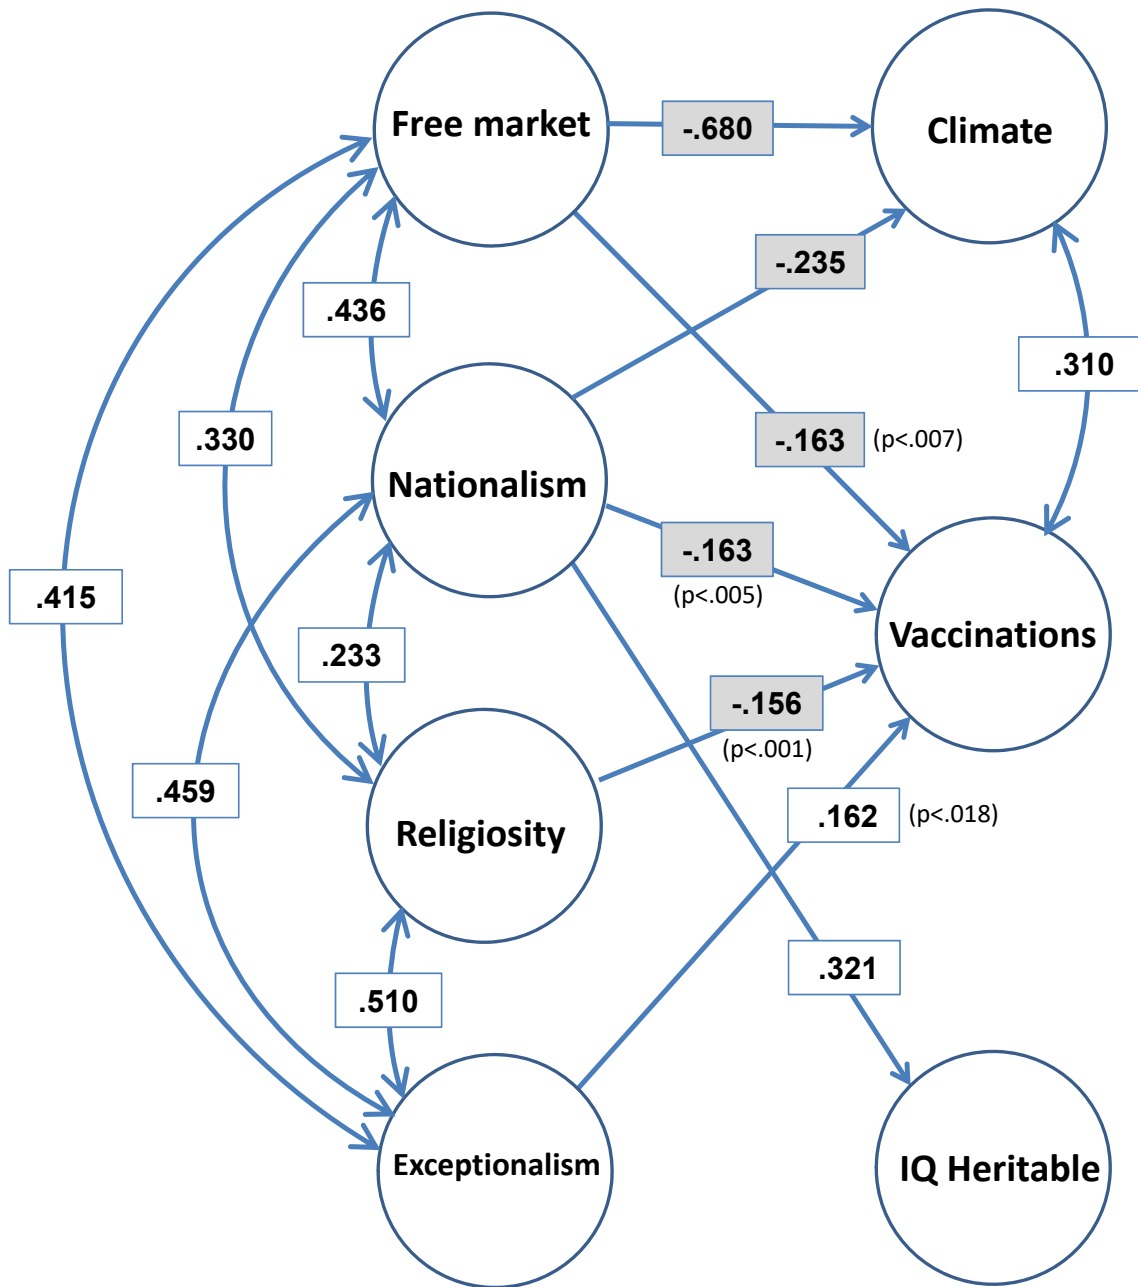 Free market
-.680
Climate
-.235
.436
.310
.330
-.163 (p<.007)
Nationalism
-.163
(p<.005)
.415
Vaccinations
.233
-.156
(p<.001)
.459
.162 (p<.018)
Religiosity
.321
.510
Exceptionalism
IQ Heritable